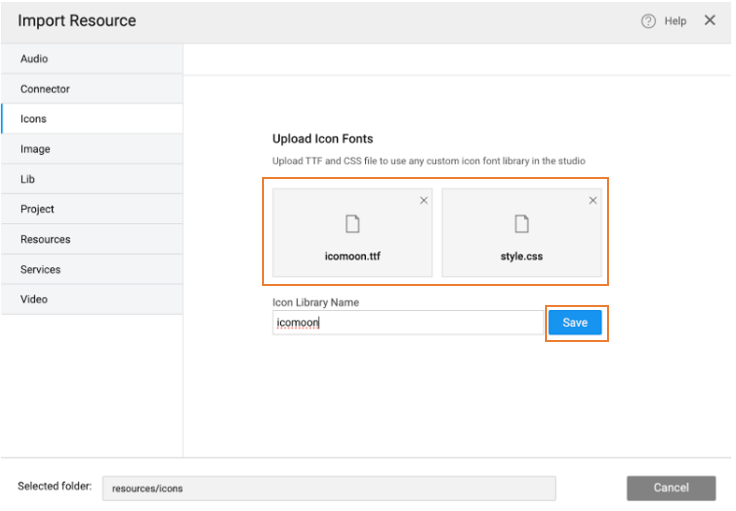 Import Resource
Help
Audio
Connector
Icons
Image
Lib
Project
Resources
Services
Video
Upload Icon Fonts
Upload TTF and CSS file to use any custom icon font library in the studio
icomoon.ttf
style.css
Icon Library Name
icomoon
Save
Selected folder:
resources/icons
Cancel